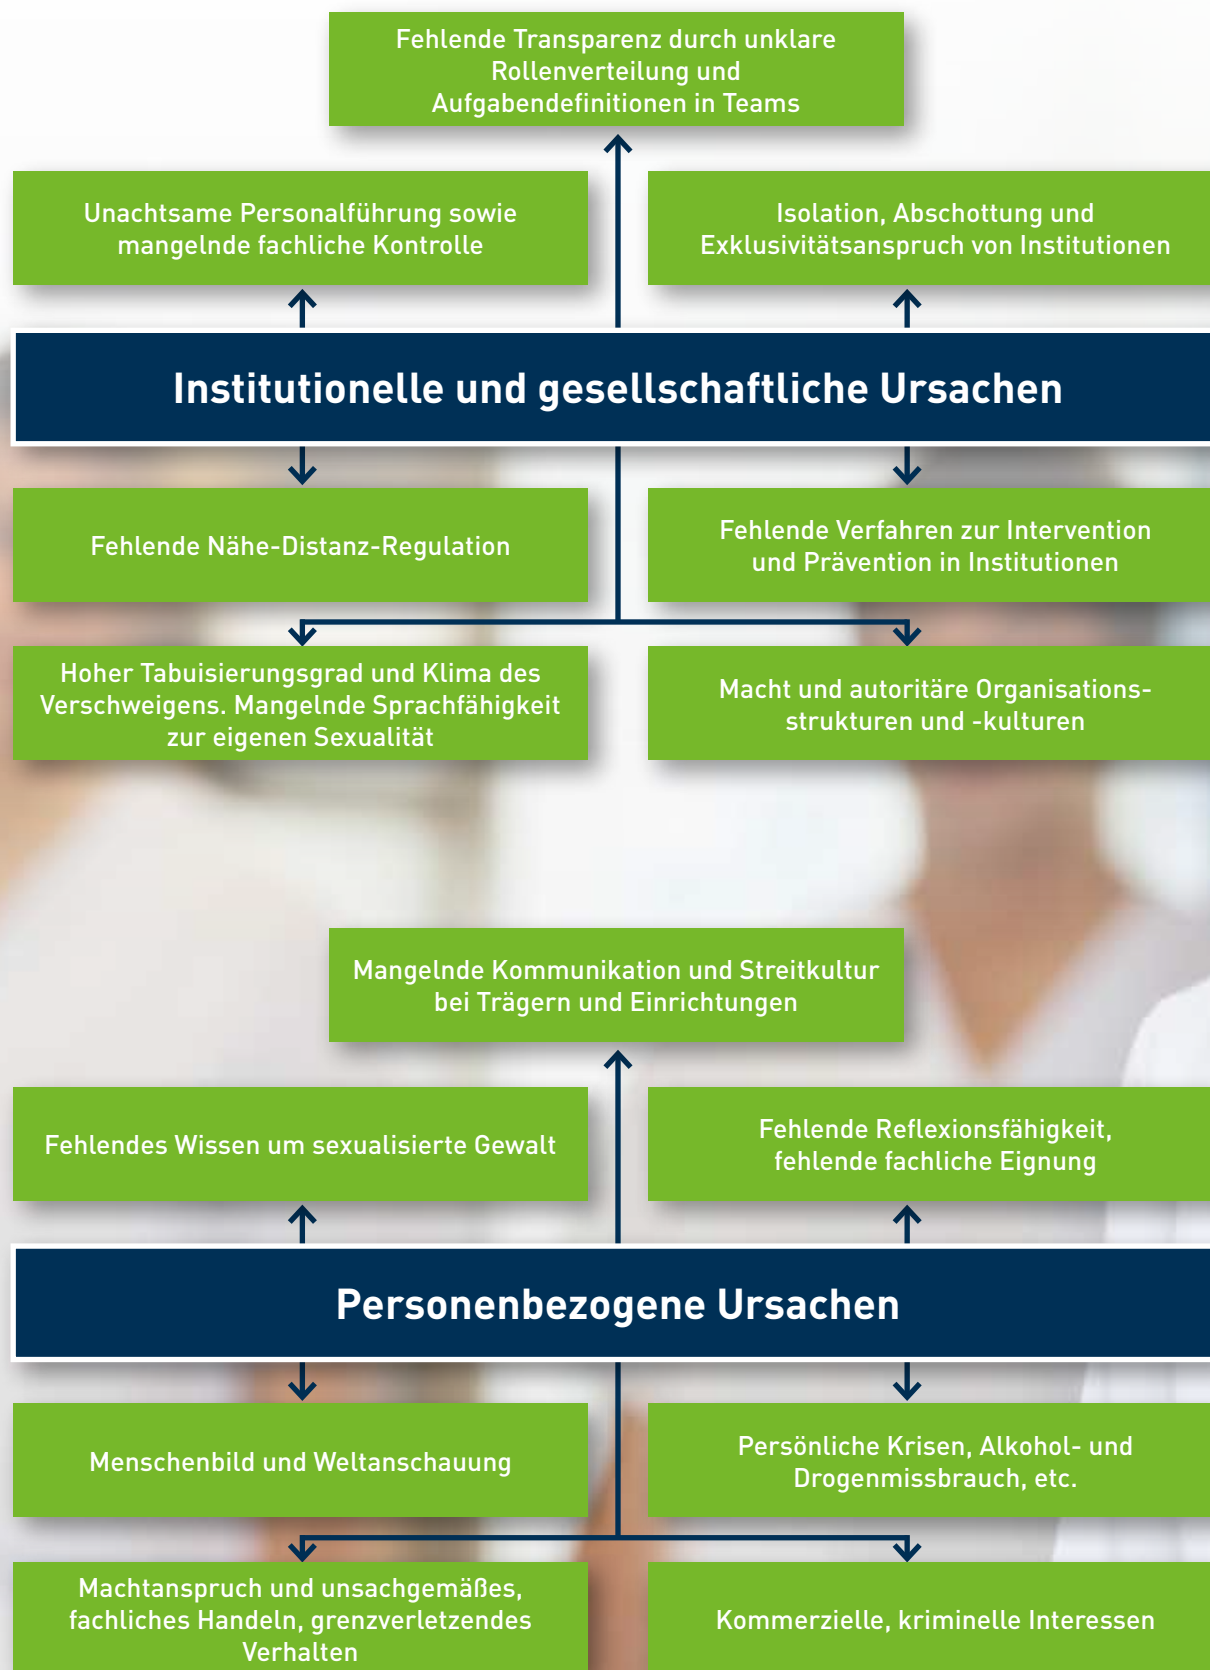 Fehlende Transparenz durch unklare
Rollenverteilung und
Aufgabendefinitionen in Teams
Unachtsame Personalführung sowie
mangelnde fachliche Kontrolle
Isolation, Abschottung und
Exklusivitätsanspruch von Institutionen
Institutionelle und gesellschaftliche Ursachen
Fehlende Nähe-Distanz-Regulation
Fehlende Verfahren zur Intervention
und Prävention in Institutionen
Hoher Tabuisierungsgrad und Klima des
Verschweigens. Mangelnde Sprachfähigkeit
zur eigenen Sexualität
Macht und autoritäre Organisations-
strukturen und -kulturen
Mangelnde Kommunikation und Streitkultur
bei Trägern und Einrichtungen
Fehlendes Wissen um sexualisierte Gewalt
Fehlende Reflexionsfähigkeit,
fehlende fachliche Eignung
Personenbezogene Ursachen
Menschenbild und Weltanschauung
Persönliche Krisen, Alkohol- und
Drogenmissbrauch, etc.
Machtanspruch und unsachgemäßes,
fachliches Handeln, grenzverletzendes
Verhalten
Kommerzielle, kriminelle Interessen